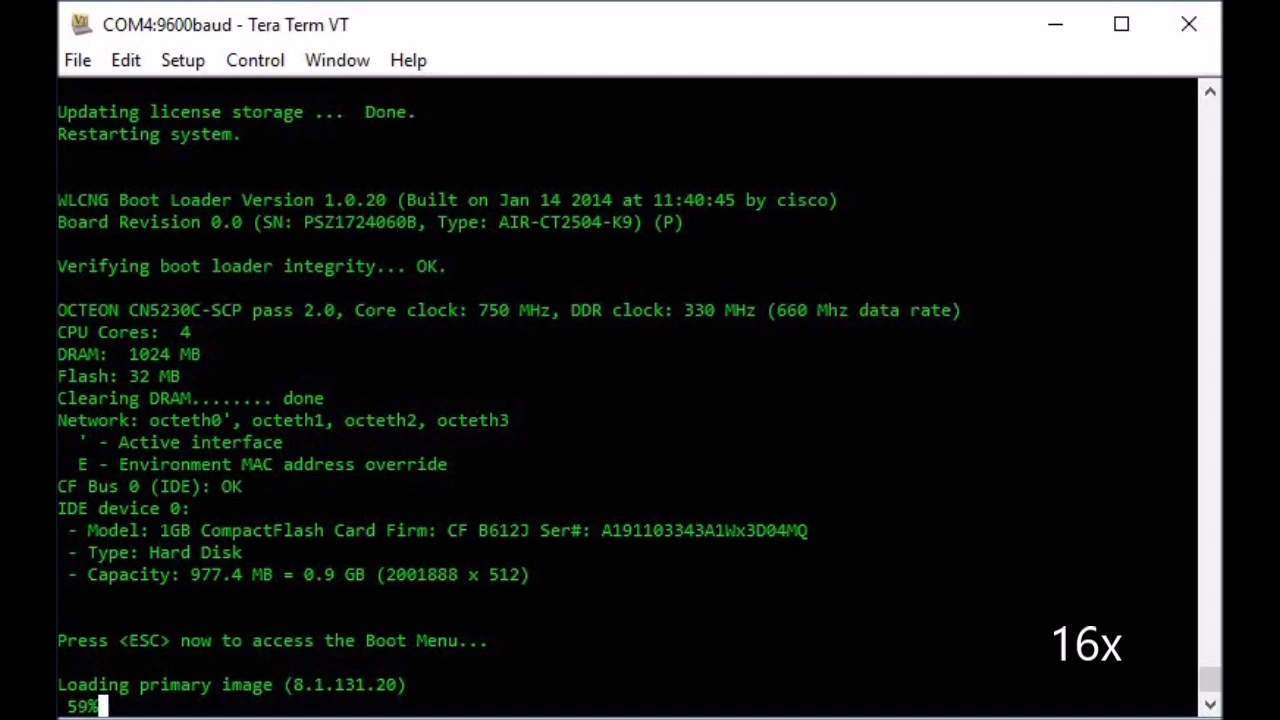 COM4:9600baud - Tera Term VT
File Edit Setup Control Window Help
Updating license storage ... Done.
Restarting system.
WLCNG Boot Loader Version 1.0.20 (Built on Jan 14 2014 at 11:40:45 by cisco)
Board Revision 0.0 (SN: PSZ1724060B, Type: AIR-CT2504-K9) (P)
Verifying boot loader integrity... OK.
OCTEON CN5230C-SCP pass 2.0, Core clock: 750 MHz, DDR clock: 330 MHz (660 Mhz data rate)
CPU Cores: 4
DRAM: 1024 MB
Flash: 32 MB
Clearing DRAM........ done
Network: octeth0', octeth1, octeth2, octeth3
' - Active interface
E - Environment MAC address override
CF Bus 0 (IDE): OK
IDE device 0:
- Model: 1GB CompactFlash Card Firm: CF B612J Ser#: A191103343A1Wx3D04MQ
- Type: Hard Disk
- Capacity: 977.4 MB = 0.9 GB (2001888 x 512)
Press <ESC> now to access the Boot Menu...
16x
Loading primary image (8.1.131.20)
59%